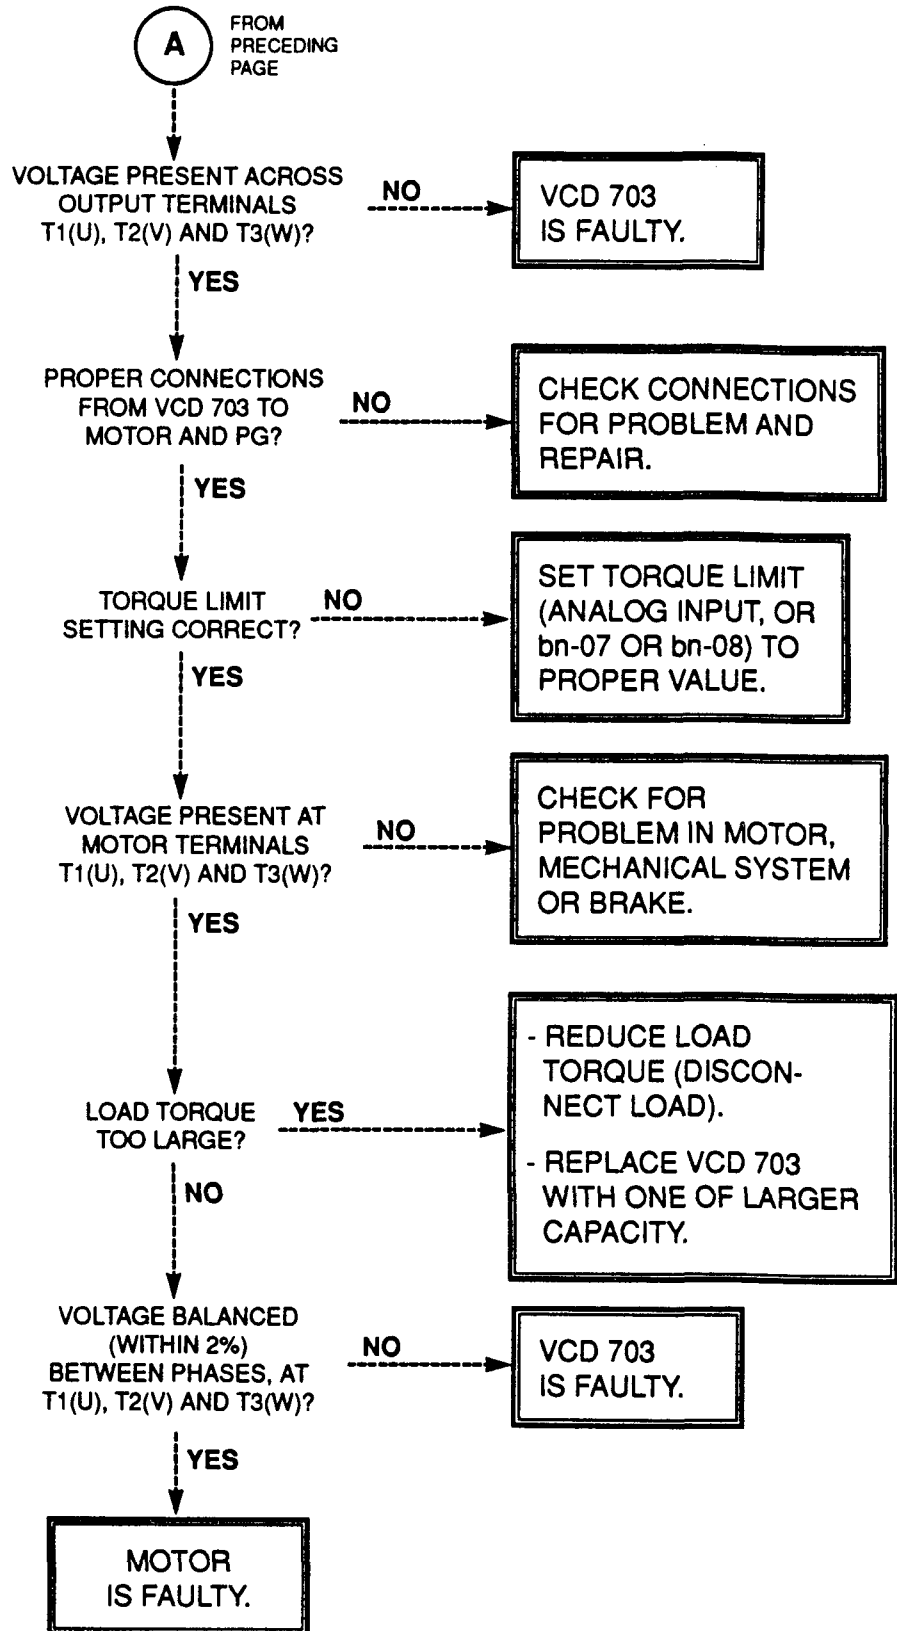 A
FROM
PRECEDING
PAGE
VOLTAGE PRESENT ACROSS
OUTPUT TERMINALS
T1(U), T2(V) AND T3(W)?
NO
VCD 703
IS FAULTY.
YES
PROPER CONNECTIONS
FROM VCD 703 TO
MOTOR AND PG?
NO
CHECK CONNECTIONS
FOR PROBLEM AND
REPAIR.
YES
TORQUE LIMIT
SETTING CORRECT?
NO
SET TORQUE LIMIT
(ANALOG INPUT, OR
bn-07 OR bn-08) TO
PROPER VALUE.
YES
VOLTAGE PRESENT AT
MOTOR TERMINALS
T1(U), T2(V) AND T3(W)?
NO
CHECK FOR
PROBLEM IN MOTOR,
MECHANICAL SYSTEM
OR BRAKE.
YES
LOAD TORQUE
TOO LARGE?
YES
- REDUCE LOAD
TORQUE (DISCON-
NECT LOAD).
- REPLACE VCD 703
WITH ONE OF LARGER
CAPACITY.
NO
VOLTAGE BALANCED
(WITHIN 2%)
BETWEEN PHASES, AT
T1(U), T2(V) AND T3(W)?
NO
VCD 703
IS FAULTY.
YES
MOTOR
IS FAULTY.